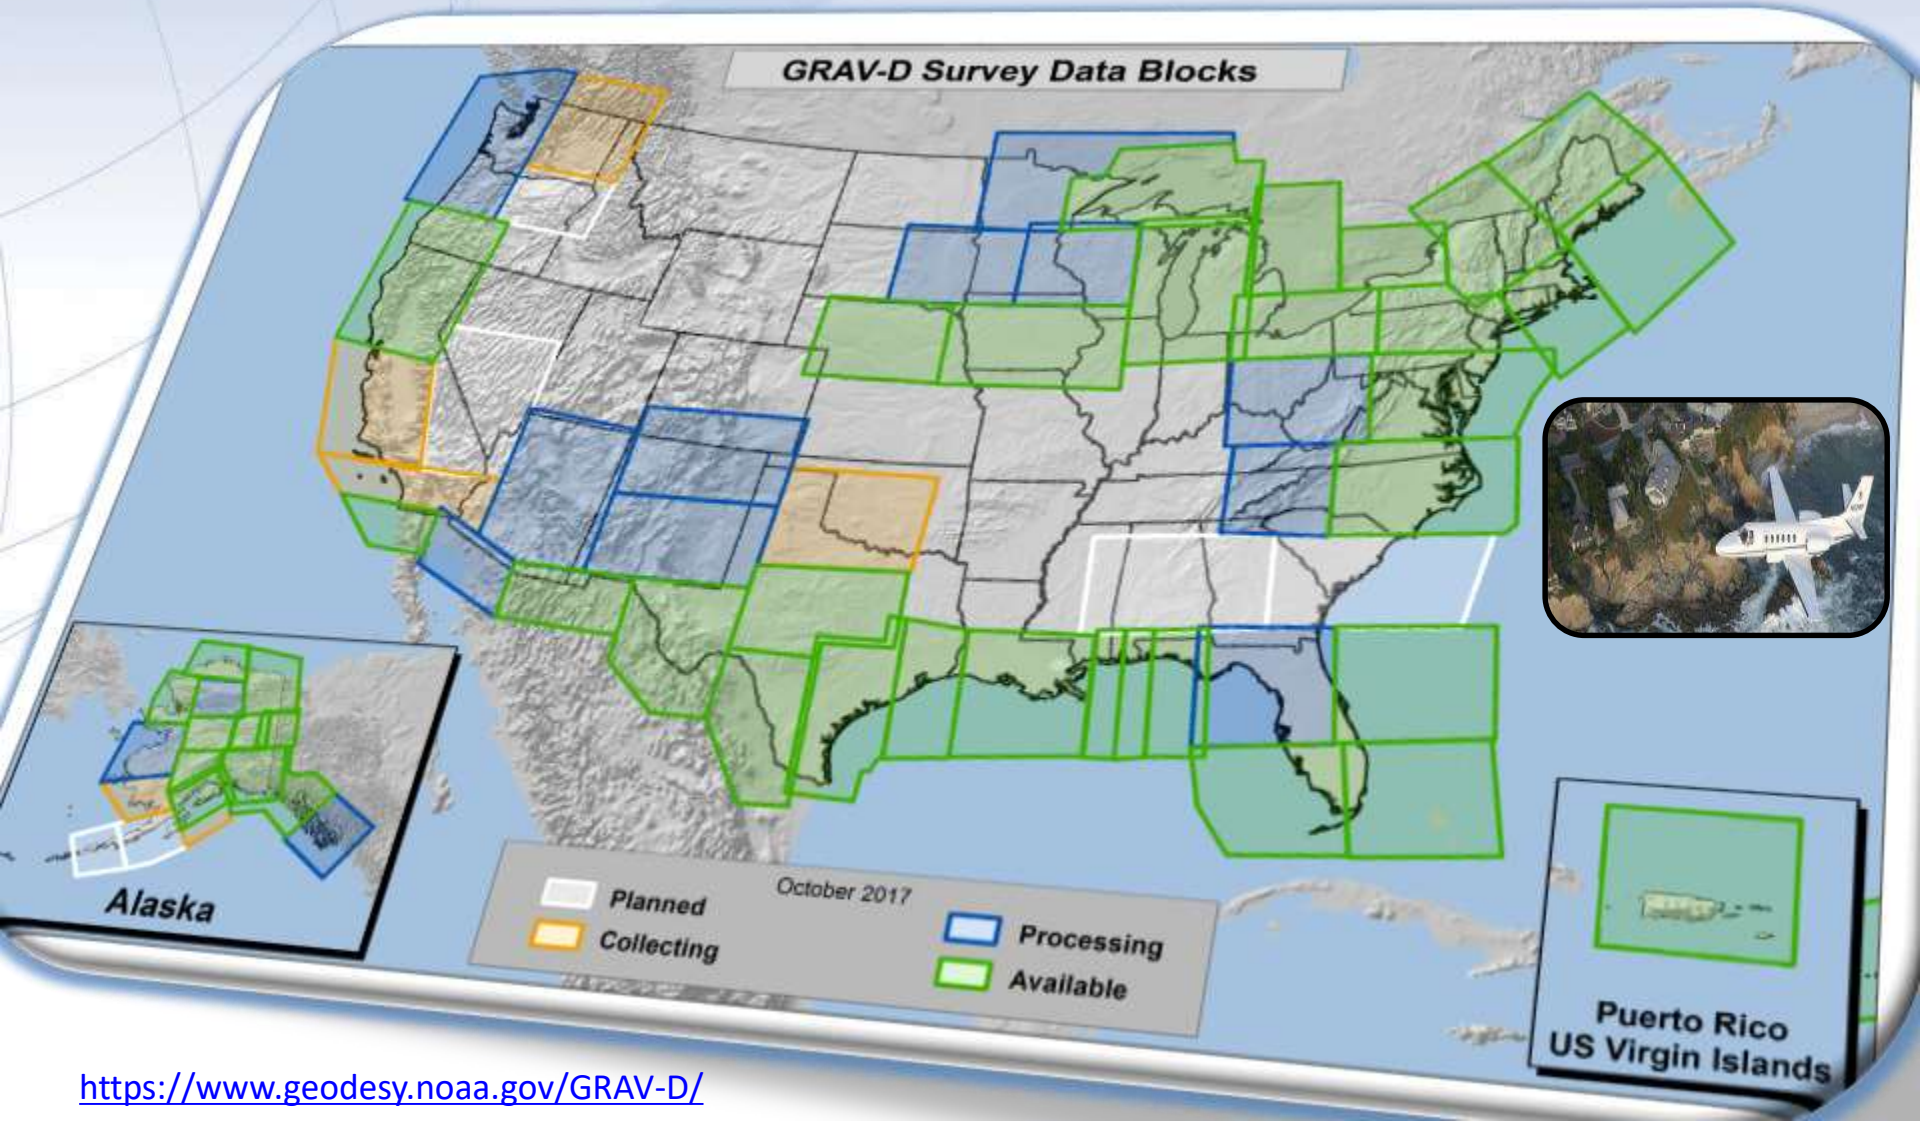 GRAV-D Survey Data Blocks
Alaska
October 2017
Planned
Collecting
Processing
Available
Puerto Rico
US Virgin Islands
https://www.geodesy.noaa.gov/GRAV-D/